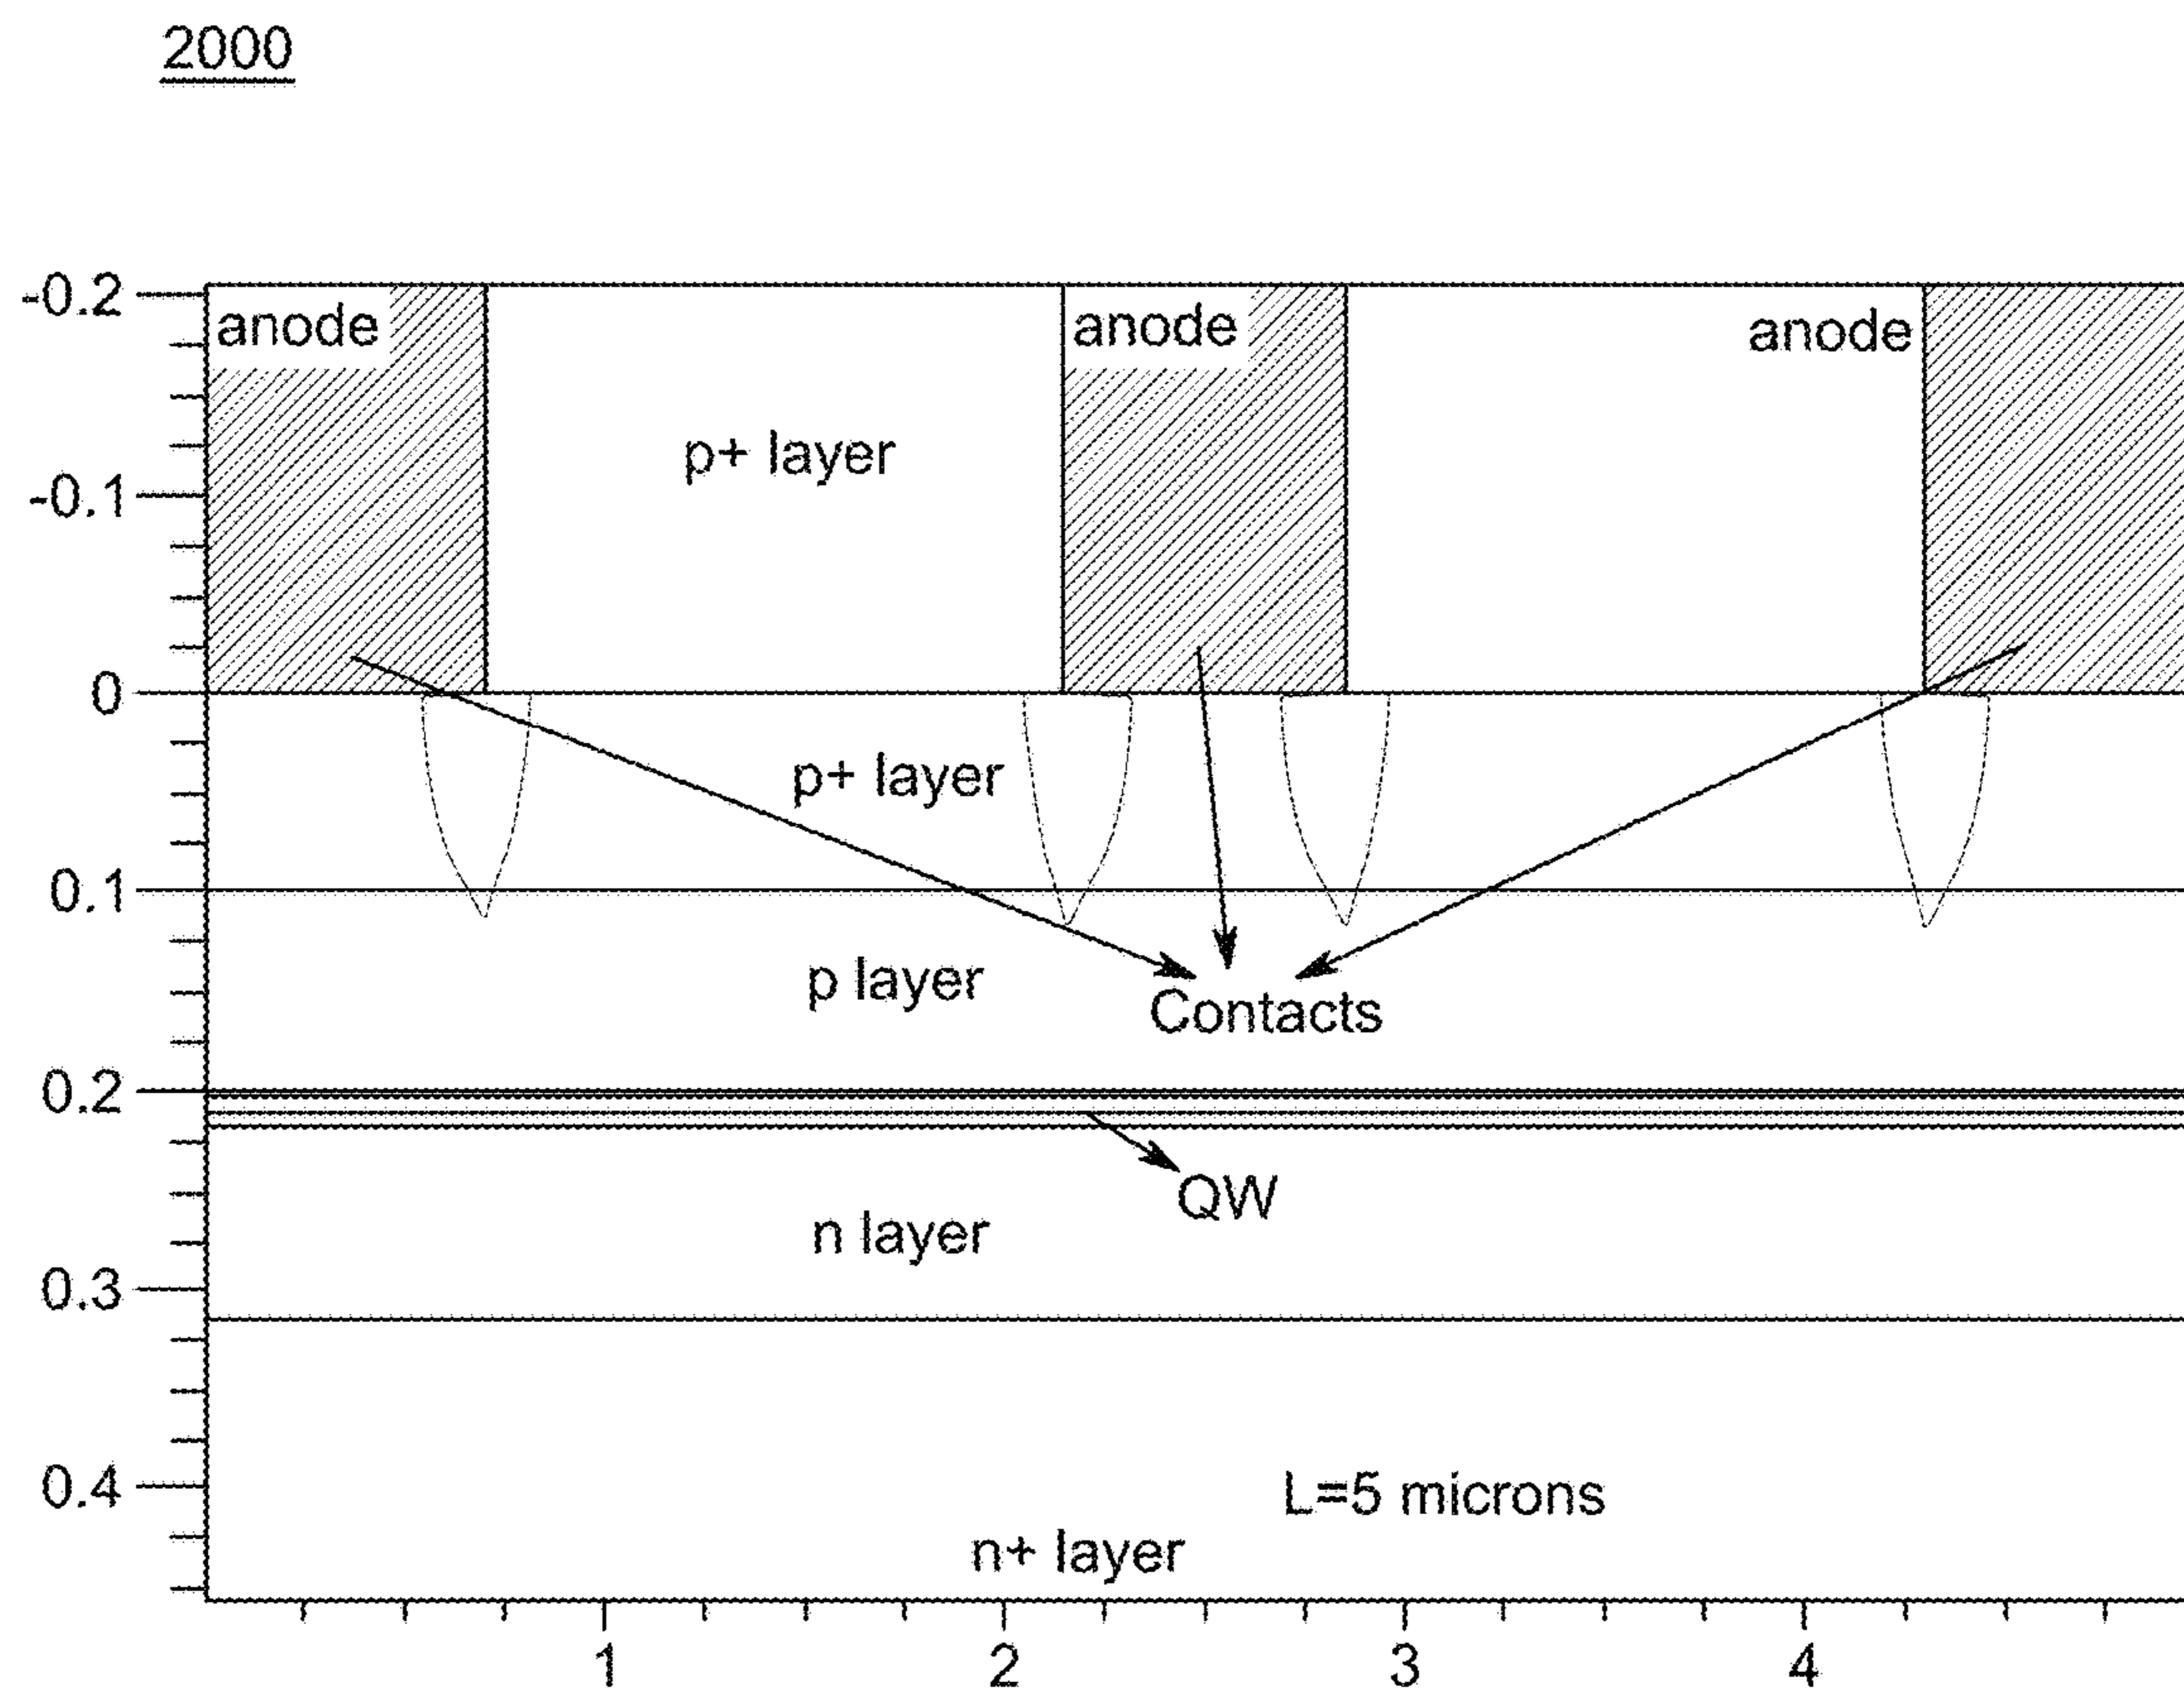 2000
-0.2
anode
anode
anode
p+ layer
-0.1
0
p+ layer
0.1
p layer
Contacts
0.2
QW
n layer
0.3
0.4
L=5 microns
n+ layer
1
2
3
4